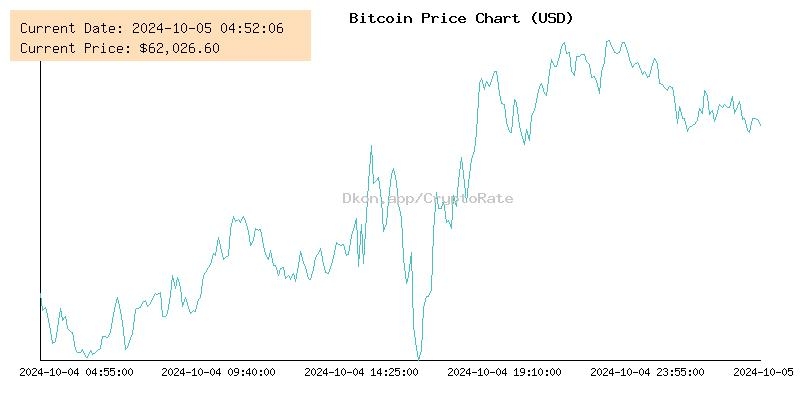 Bitcoin Price Chart (USD)
Current Date: 2024-10-05 04:52:06
Current Price: $62,026.60
Dkon.app/CryptoRate
2024-10-04 04:55:00 2024-10-04 09:40:00 2024-10-04 14:25:00 2024-10-04 19:10:00 2024-10-04 23:55:00 2024-10-05